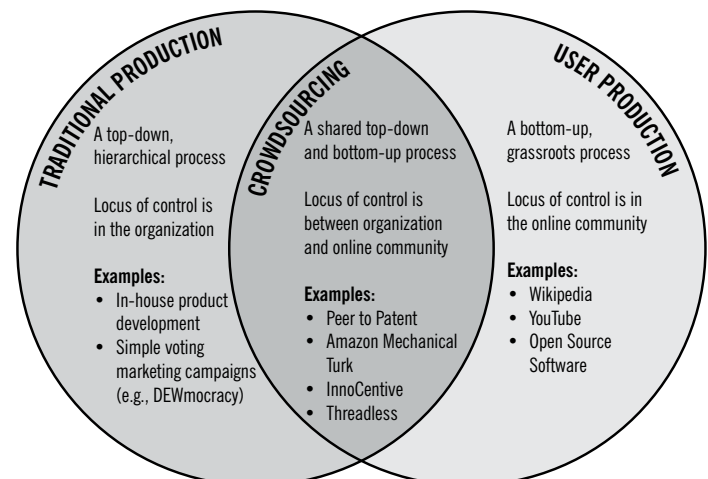 TRADITIONAL PRODUCTION
A top-down,
hierarchical process
Locus of control is
in the organization
Examples:
• In-house product
development
• Simple voting
marketing campaigns
(e.g., DEWmocracy)
CROWDSOURCING
A shared top-down
and bottom-up process
Locus of control is
between organization
and online community
Examples:
• Peer to Patent
• Amazon Mechanical
Turk
• InnoCentive
• Threadless
USER PRODUCTION
A bottom-up,
grassroots process
Locus of control is in
the online community
Examples:
• Wikipedia
• YouTube
• Open Source
Software